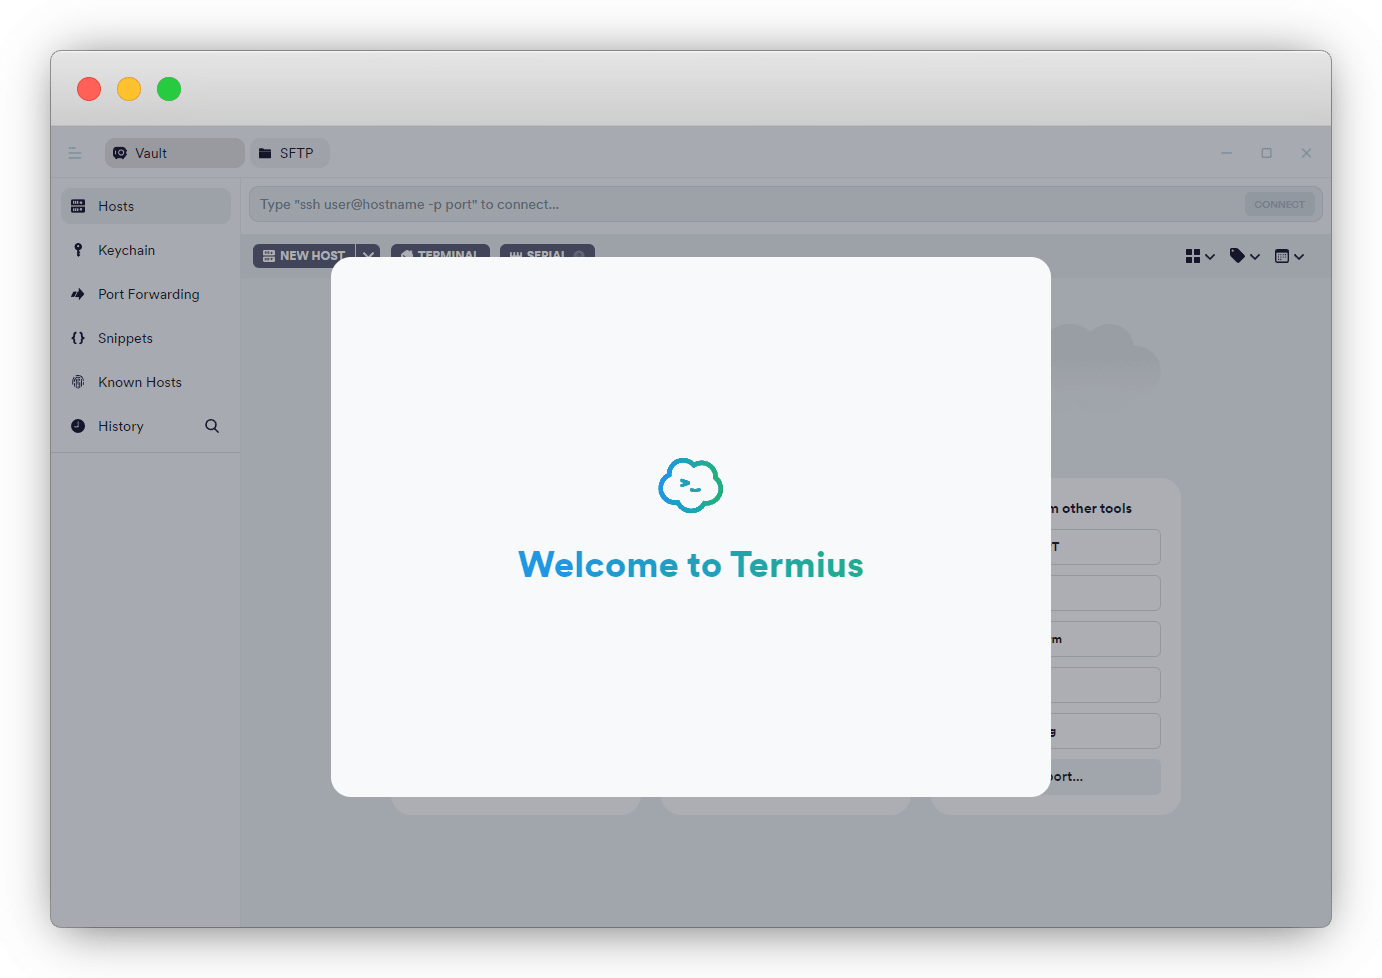 Vault
SFTP
Type "ssh user@hostname -p port" to connect...
CONNECT
Hosts
Keychain
Port Forwarding
Snippets
Known Hosts
History
NEW HOST
TERMINAL
SERIAL
>_
Welcome to Termius
other tools